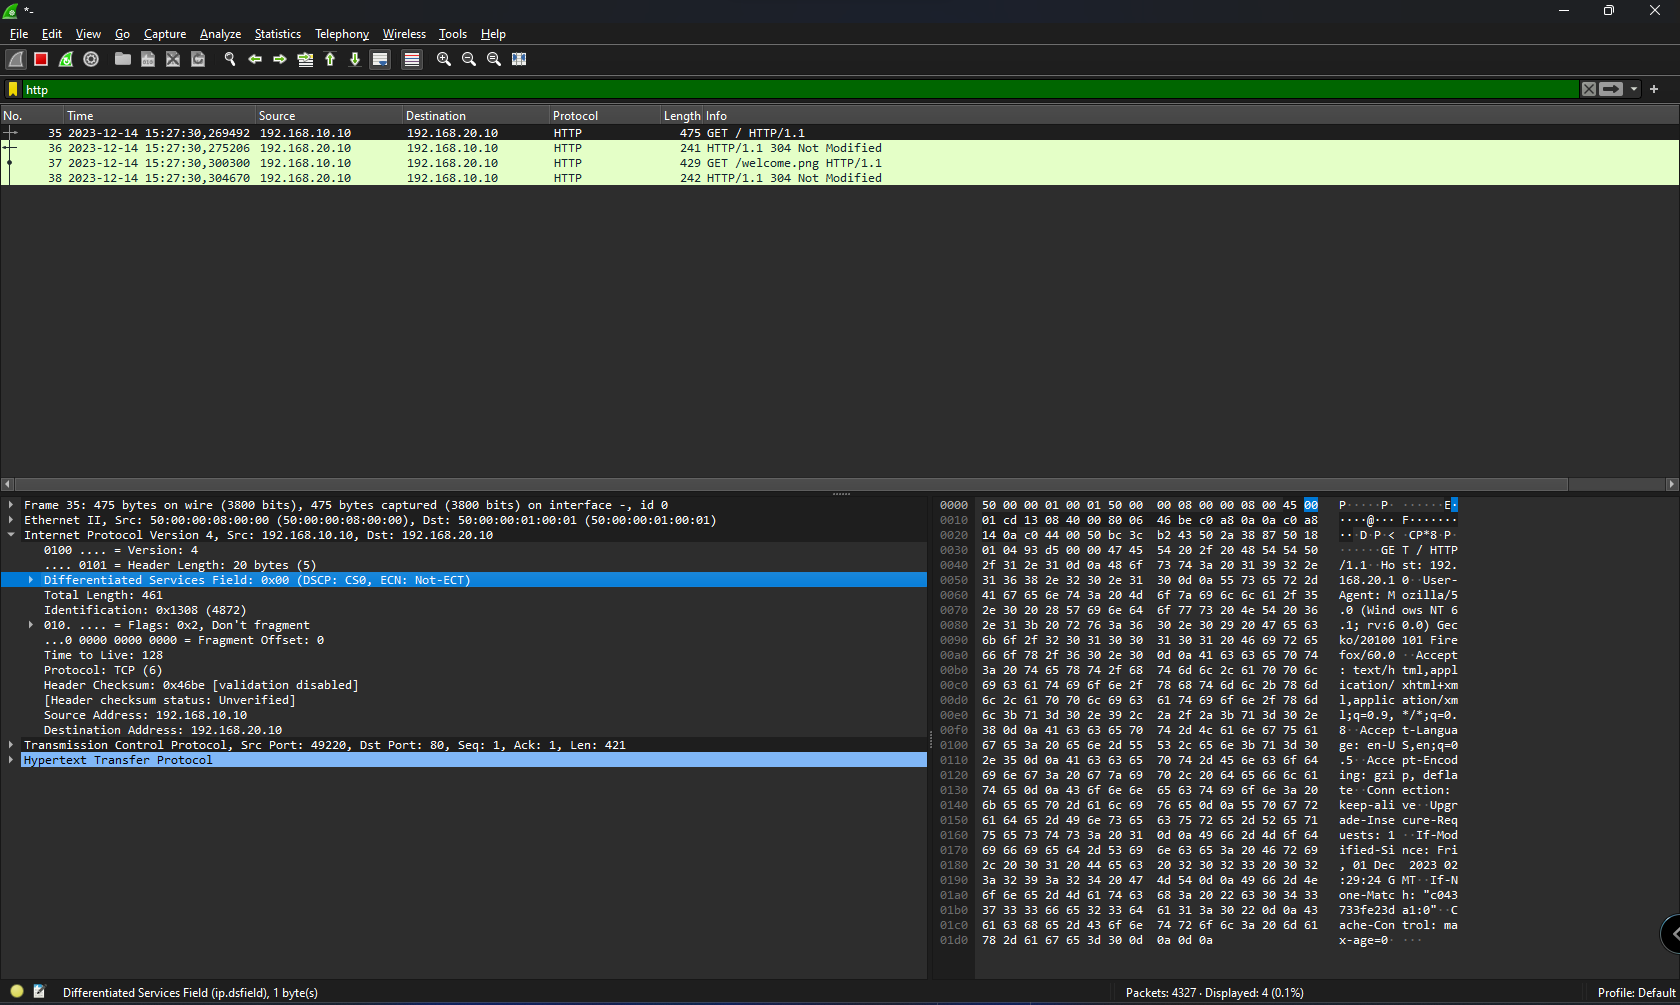 *-
File Edit View Go Capture Analyze Statistics Telephony Wireless Tools Help
http
No. Time Source Destination Protocol Length Info
35 2023-12-14 15:27:30,269492 192.168.10.10 192.168.20.10 HTTP 475 GET / HTTP/1.1
36 2023-12-14 15:27:30,275206 192.168.20.10 192.168.10.10 HTTP 241 HTTP/1.1 304 Not Modified
37 2023-12-14 15:27:30,300300 192.168.10.10 192.168.20.10 HTTP 429 GET /welcome.png HTTP/1.1
38 2023-12-14 15:27:30,304670 192.168.20.10 192.168.10.10 HTTP 242 HTTP/1.1 304 Not Modified
Frame 35: 475 bytes on wire (3800 bits), 475 bytes captured (3800 bits) on interface -, id 0
Ethernet II, Src: 50:00:00:08:00:00 (50:00:00:08:00:00), Dst: 50:00:00:01:00:01 (50:00:00:01:00:01)
Internet Protocol Version 4, Src: 192.168.10.10, Dst: 192.168.20.10
0100 .... = Version: 4
.... 0101 = Header Length: 20 bytes (5)
Differentiated Services Field: 0x00 (DSCP: CS0, ECN: Not-ECT)
Total Length: 461
Identification: 0x1308 (4872)
010. .... = Flags: 0x2, Don't fragment
...0 0000 0000 0000 = Fragment Offset: 0
Time to Live: 128
Protocol: TCP (6)
Header Checksum: 0x46be [validation disabled]
[Header checksum status: Unverified]
Source Address: 192.168.10.10
Destination Address: 192.168.20.10
Transmission Control Protocol, Src Port: 49220, Dst Port: 80, Seq: 1, Ack: 1, Len: 421
Hypertext Transfer Protocol
0000 50 00 00 01 00 01 50 00 00 08 00 00 08 00 45 00 P·····P· ······E·
0010 01 cd 13 08 40 00 80 06 46 be c0 a8 0a 0a c0 a8 ····@··· F·······
0020 14 0a c0 44 00 50 bc 3c b2 43 50 2a 38 87 50 18 ···D·P·< ·CP*8·P·
0030 01 04 93 d5 00 00 47 45 54 20 2f 20 48 54 54 50 ······GE T / HTTP
0040 2f 31 2e 31 0d 0a 48 6f 73 74 3a 20 31 39 32 2e /1.1··Ho st: 192.
0050 31 36 38 2e 32 30 2e 31 30 0d 0a 55 73 65 72 2d 168.20.1 0··User-
0060 41 67 65 6e 74 3a 20 4d 6f 7a 69 6c 6c 61 2f 35 Agent: M ozilla/5
0070 2e 30 20 28 57 69 6e 64 6f 77 73 20 4e 54 20 36 .0 (Wind ows NT 6
0080 2e 31 3b 20 72 76 3a 36 30 2e 30 29 20 47 65 63 .1; rv:6 0.0) Gec
0090 6b 6f 2f 32 30 31 30 30 31 30 31 20 46 69 72 65 ko/20100 101 Fire
00a0 66 6f 78 2f 36 30 2e 30 0d 0a 41 63 63 65 70 74 fox/60.0 ··Accept
00b0 3a 20 74 65 78 74 2f 68 74 6d 6c 2c 61 70 70 6c : text/h tml,appl
00c0 69 63 61 74 69 6f 6e 2f 78 68 74 6d 6c 2b 78 6d ication/ xhtml+xm
00d0 6c 2c 61 70 70 6c 69 63 61 74 69 6f 6e 2f 78 6d l,applic ation/xm
00e0 6c 3b 71 3d 30 2e 39 2c 2a 2f 2a 3b 71 3d 30 2e l;q=0.9, */*;q=0.
00f0 38 0d 0a 41 63 63 65 70 74 2d 4c 61 6e 67 75 61 8··Accep t-Langua
0100 67 65 3a 20 65 6e 2d 55 53 2c 65 6e 3b 71 3d 30 ge: en-U S,en;q=0
0110 2e 35 0d 0a 41 63 63 65 70 74 2d 45 6e 63 6f 64 .5··Acce pt-Encod
0120 69 6e 67 3a 20 67 7a 69 70 2c 20 64 65 66 6c 61 ing: gzi p, defla
0130 74 65 0d 0a 43 6f 6e 6e 65 63 74 69 6f 6e 3a 20 te··Conn ection:
0140 6b 65 65 70 2d 61 6c 69 76 65 0d 0a 55 70 67 72 keep-ali ve··Upgr
0150 61 64 65 2d 49 6e 73 65 63 75 72 65 2d 52 65 71 ade-Inse cure-Req
0160 75 65 73 74 73 3a 20 31 0d 0a 49 66 2d 4d 6f 64 uests: 1 ··If-Mod
0170 69 66 69 65 64 2d 53 69 6e 63 65 3a 20 46 72 69 ified-Si nce: Fri
0180 2c 20 30 31 20 44 65 63 20 32 30 32 33 20 30 32 , 01 Dec 2023 02
0190 3a 32 39 3a 32 34 20 47 4d 54 0d 0a 49 66 2d 4e :29:24 G MT··If-N
01a0 6f 6e 65 2d 4d 61 74 63 68 3a 20 22 63 30 34 33 one-Matc h: "c043
01b0 37 33 33 66 65 32 33 64 61 31 3a 30 22 0d 0a 43 733fe23d a1:0"··C
01c0 61 63 68 65 2d 43 6f 6e 74 72 6f 6c 3a 20 6d 61 ache-Con trol: ma
01d0 78 2d 61 67 65 3d 30 0d 0a 0d 0a x-age=0· ···
Differentiated Services Field (ip.dsfield), 1 byte(s)
Packets: 4327 · Displayed: 4 (0.1%)
Profile: Default